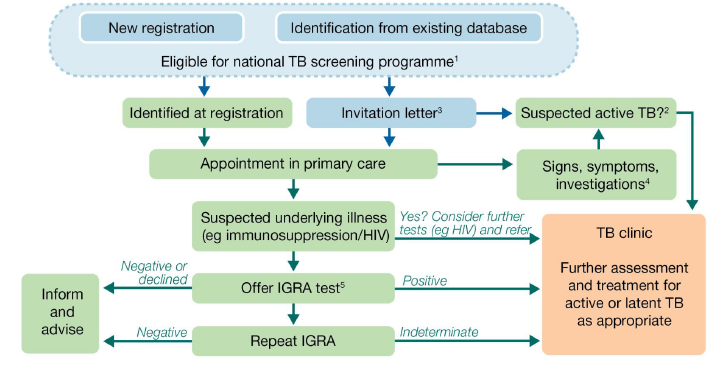 New registration
Identification from existing database
Eligible for national TB screening programme¹
Identified at registration
Invitation letter³
Suspected active TB?²
Appointment in primary care
Signs, symptoms,
investigations⁴
Suspected underlying illness
(eg immunosuppression/HIV)
Yes? Consider further
tests (eg HIV) and refer
TB clinic
Further assessment
and treatment for
active or latent TB
as appropriate
Negative or
declined
Offer IGRA test⁵
Positive
Inform
and
advise
Negative
Repeat IGRA
Indeterminate